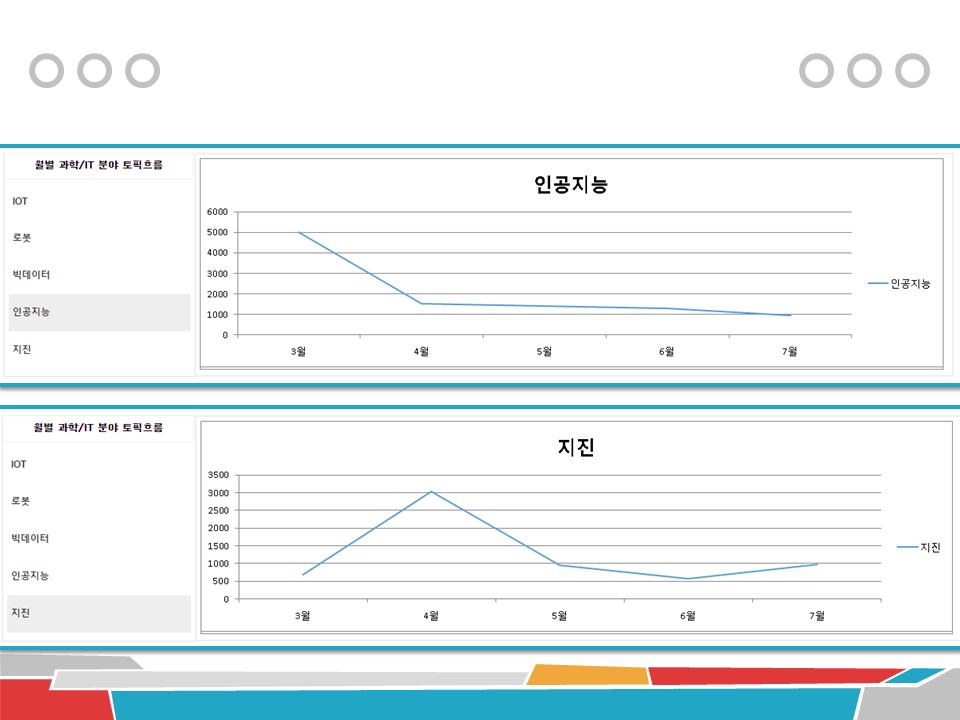 월별 과학/IT 분야 토픽흐름
IOT
로봇
빅데이터
인공지능
지진
인공지능
6000
5000
4000
3000
2000
1000
0
3월 4월 5월 6월 7월
인공지능
월별 과학/IT 분야 토픽흐름
IOT
로봇
빅데이터
인공지능
지진
지진
3500
3000
2500
2000
1500
1000
500
0
3월 4월 5월 6월 7월
지진